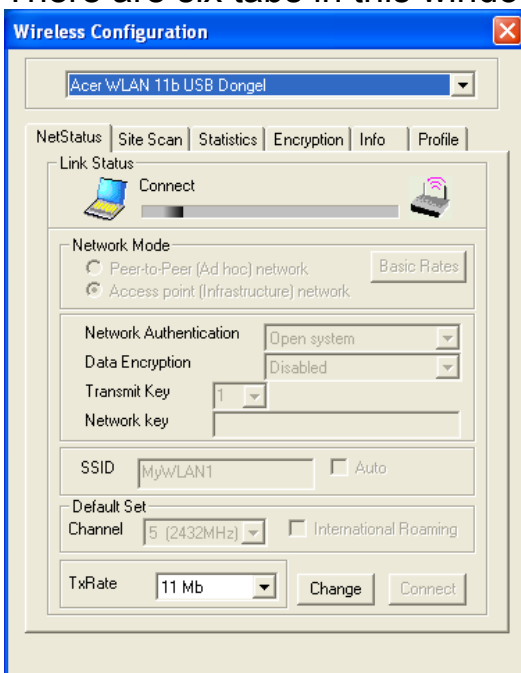 There are six tabs in this
Wireless Configuration
Acer WLAN 11b USB Dongel
NetStatus Site Scan Statistics Encryption Info Profile
Link Status
Connect
Network Mode
Peer-to-Peer (Ad hoc) network
Basic Rates
Access point (Infrastructure) network
Network Authentication Open system
Data Encryption Disabled
Transmit Key 1
Network key
SSID MyWLAN1 Auto
Default Set
Channel 5 (2432MHz) International Roaming
TxRate 11 Mb Change Connect